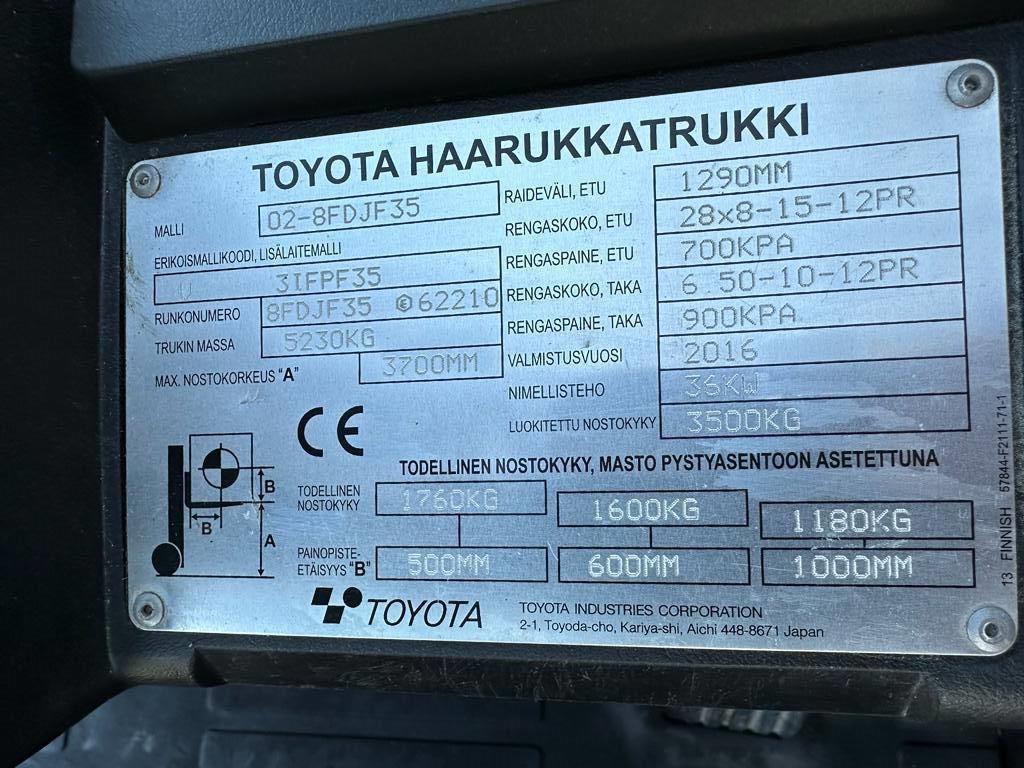 TOYOTA HAARUKKATRUKKI
MALLI 02-8FDJF35
ERIKOISMALLIKOODI, LISÄLAITEMALLI
3IFPF35
RUNKONUMERO 8FDJF35 E 62210
TRUKIN MASSA 5230KG
MAX. NOSTOKORKEUS "A" 3700MM
RAIDEVÄLI, ETU 1290MM
RENGASKOKO, ETU 28x8-15-12PR
RENGASPAINE, ETU 700KPA
RENGASKOKO, TAKA 6.50-10-12PR
RENGASPAINE, TAKA 900KPA
VALMISTUSVUOSI 2016
NIMELLISTEHO 36KW
LUOKITETTU NOSTOKYKY 3500KG
CE
B
B
A
TODELLINEN NOSTOKYKY, MASTO PYSTYASENTOON ASETETTUNA
TODELLINEN
NOSTOKYKY 1760KG 1600KG 1180KG
PAINOPISTE-
ETÄISYYS "B" 500MM 600MM 1000MM
TOYOTA
TOYOTA INDUSTRIES CORPORATION
2-1, Toyoda-cho, Kariya-shi, Aichi 448-8671 Japan
13 FINNISH 57844-F2111-71-1